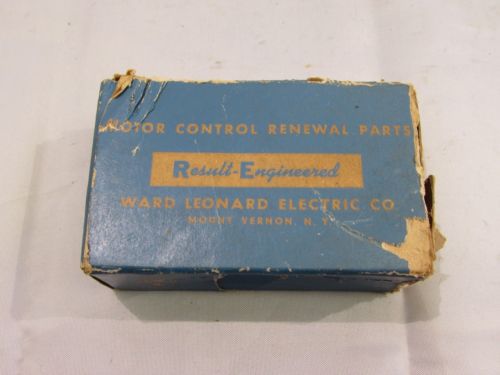 MOTOR CONTROL RENEWAL PARTS
Result-Engineered
WARD LEONARD ELECTRIC CO
MOUNT VERNON, N. Y.